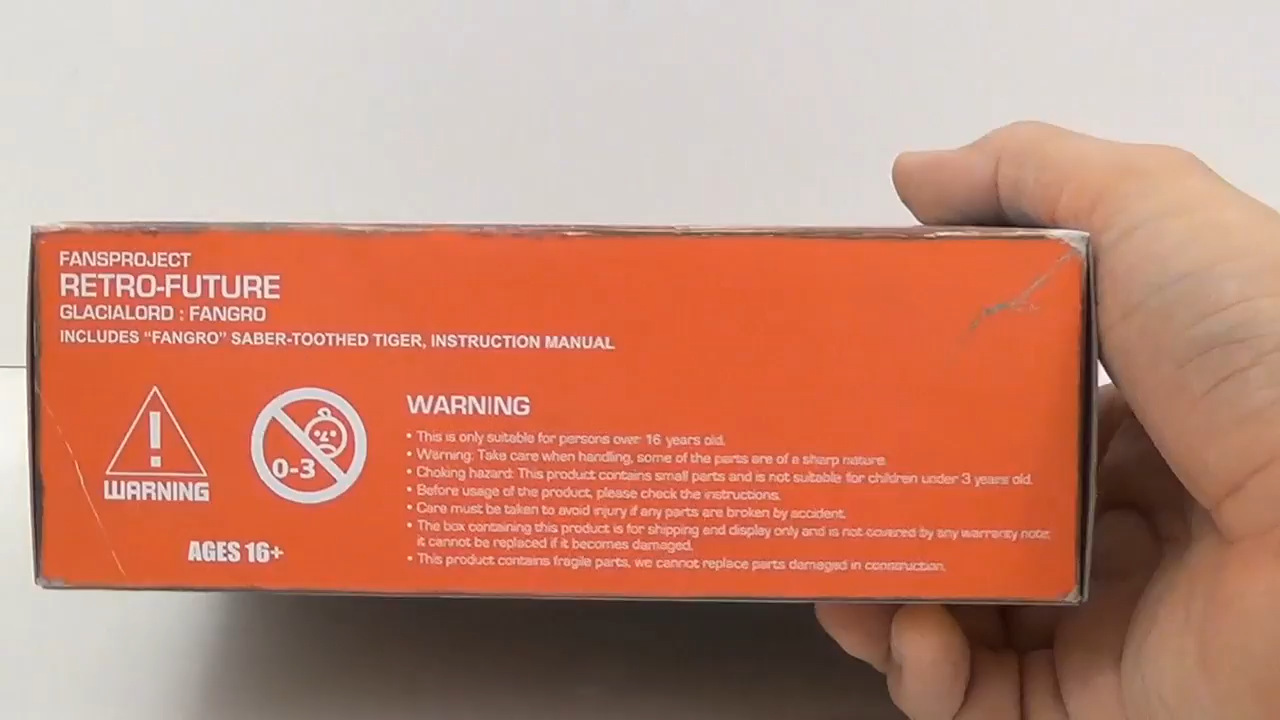 FANSPROJECT
RETRO-FUTURE
GLACIALORD : FANGRO
INCLUDES “FANGRO” SABER-TOOTHED TIGER, INSTRUCTION MANUAL
WARNING
0-3
AGES 16+
WARNING
• This is only suitable for persons over 16 years old.
• Warning: Take care when handling, some of the parts are of a sharp nature.
• Choking hazard: This product contains small parts and is not suitable for children under 3 years old.
• Before usage of the product, please check the instructions.
• Care must be taken to avoid injury if any parts are broken by accident.
• The box containing this product is for shipping and display only and is not covered by any warranty note;
it cannot be replaced if it becomes damaged.
• This product contains fragile parts, we cannot replace parts damaged in construction.